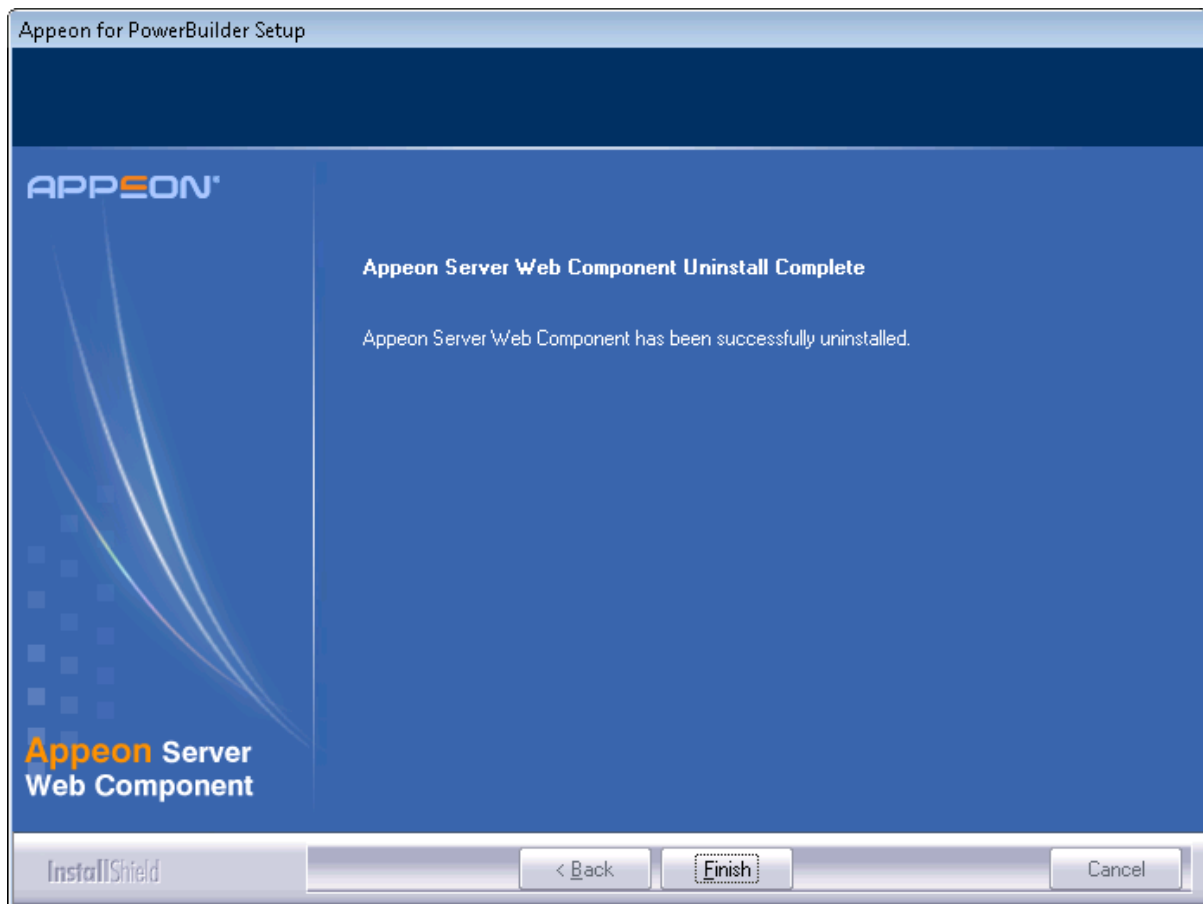 Appeon for PowerBuilder Setup
APPEON®
Appeon Server Web Component Uninstall Complete
Appeon Server Web Component has been successfully uninstalled.
Appeon Server
Web Component
InstallShield
< Back
Finish
Cancel